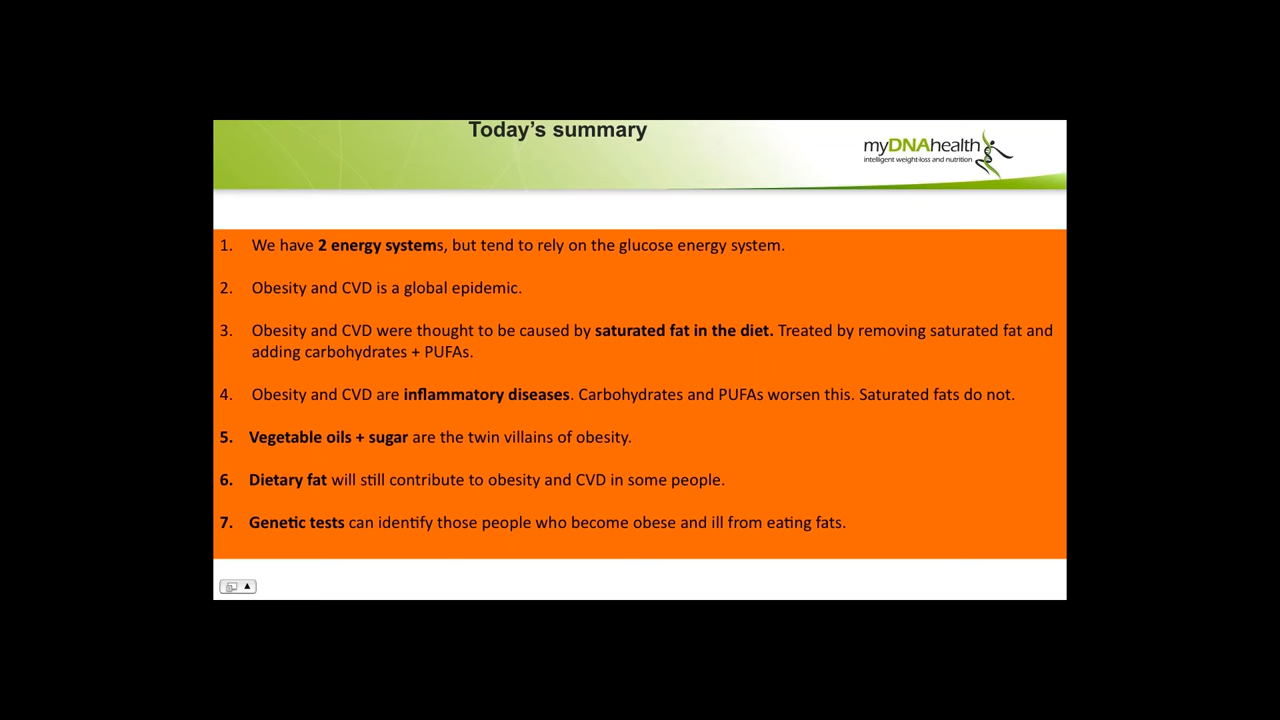 Today's summary
myDNAhealth
intelligent weight-loss and nutrition
1. We have 2 energy systems, but tend to rely on the glucose energy system.
2. Obesity and CVD is a global epidemic.
3. Obesity and CVD were thought to be caused by saturated fat in the diet. Treated by removing saturated fat and
adding carbohydrates + PUFAs.
4. Obesity and CVD are inflammatory diseases. Carbohydrates and PUFAs worsen this. Saturated fats do not.
5. Vegetable oils + sugar are the twin villains of obesity.
6. Dietary fat will still contribute to obesity and CVD in some people.
7. Genetic tests can identify those people who become obese and ill from eating fats.